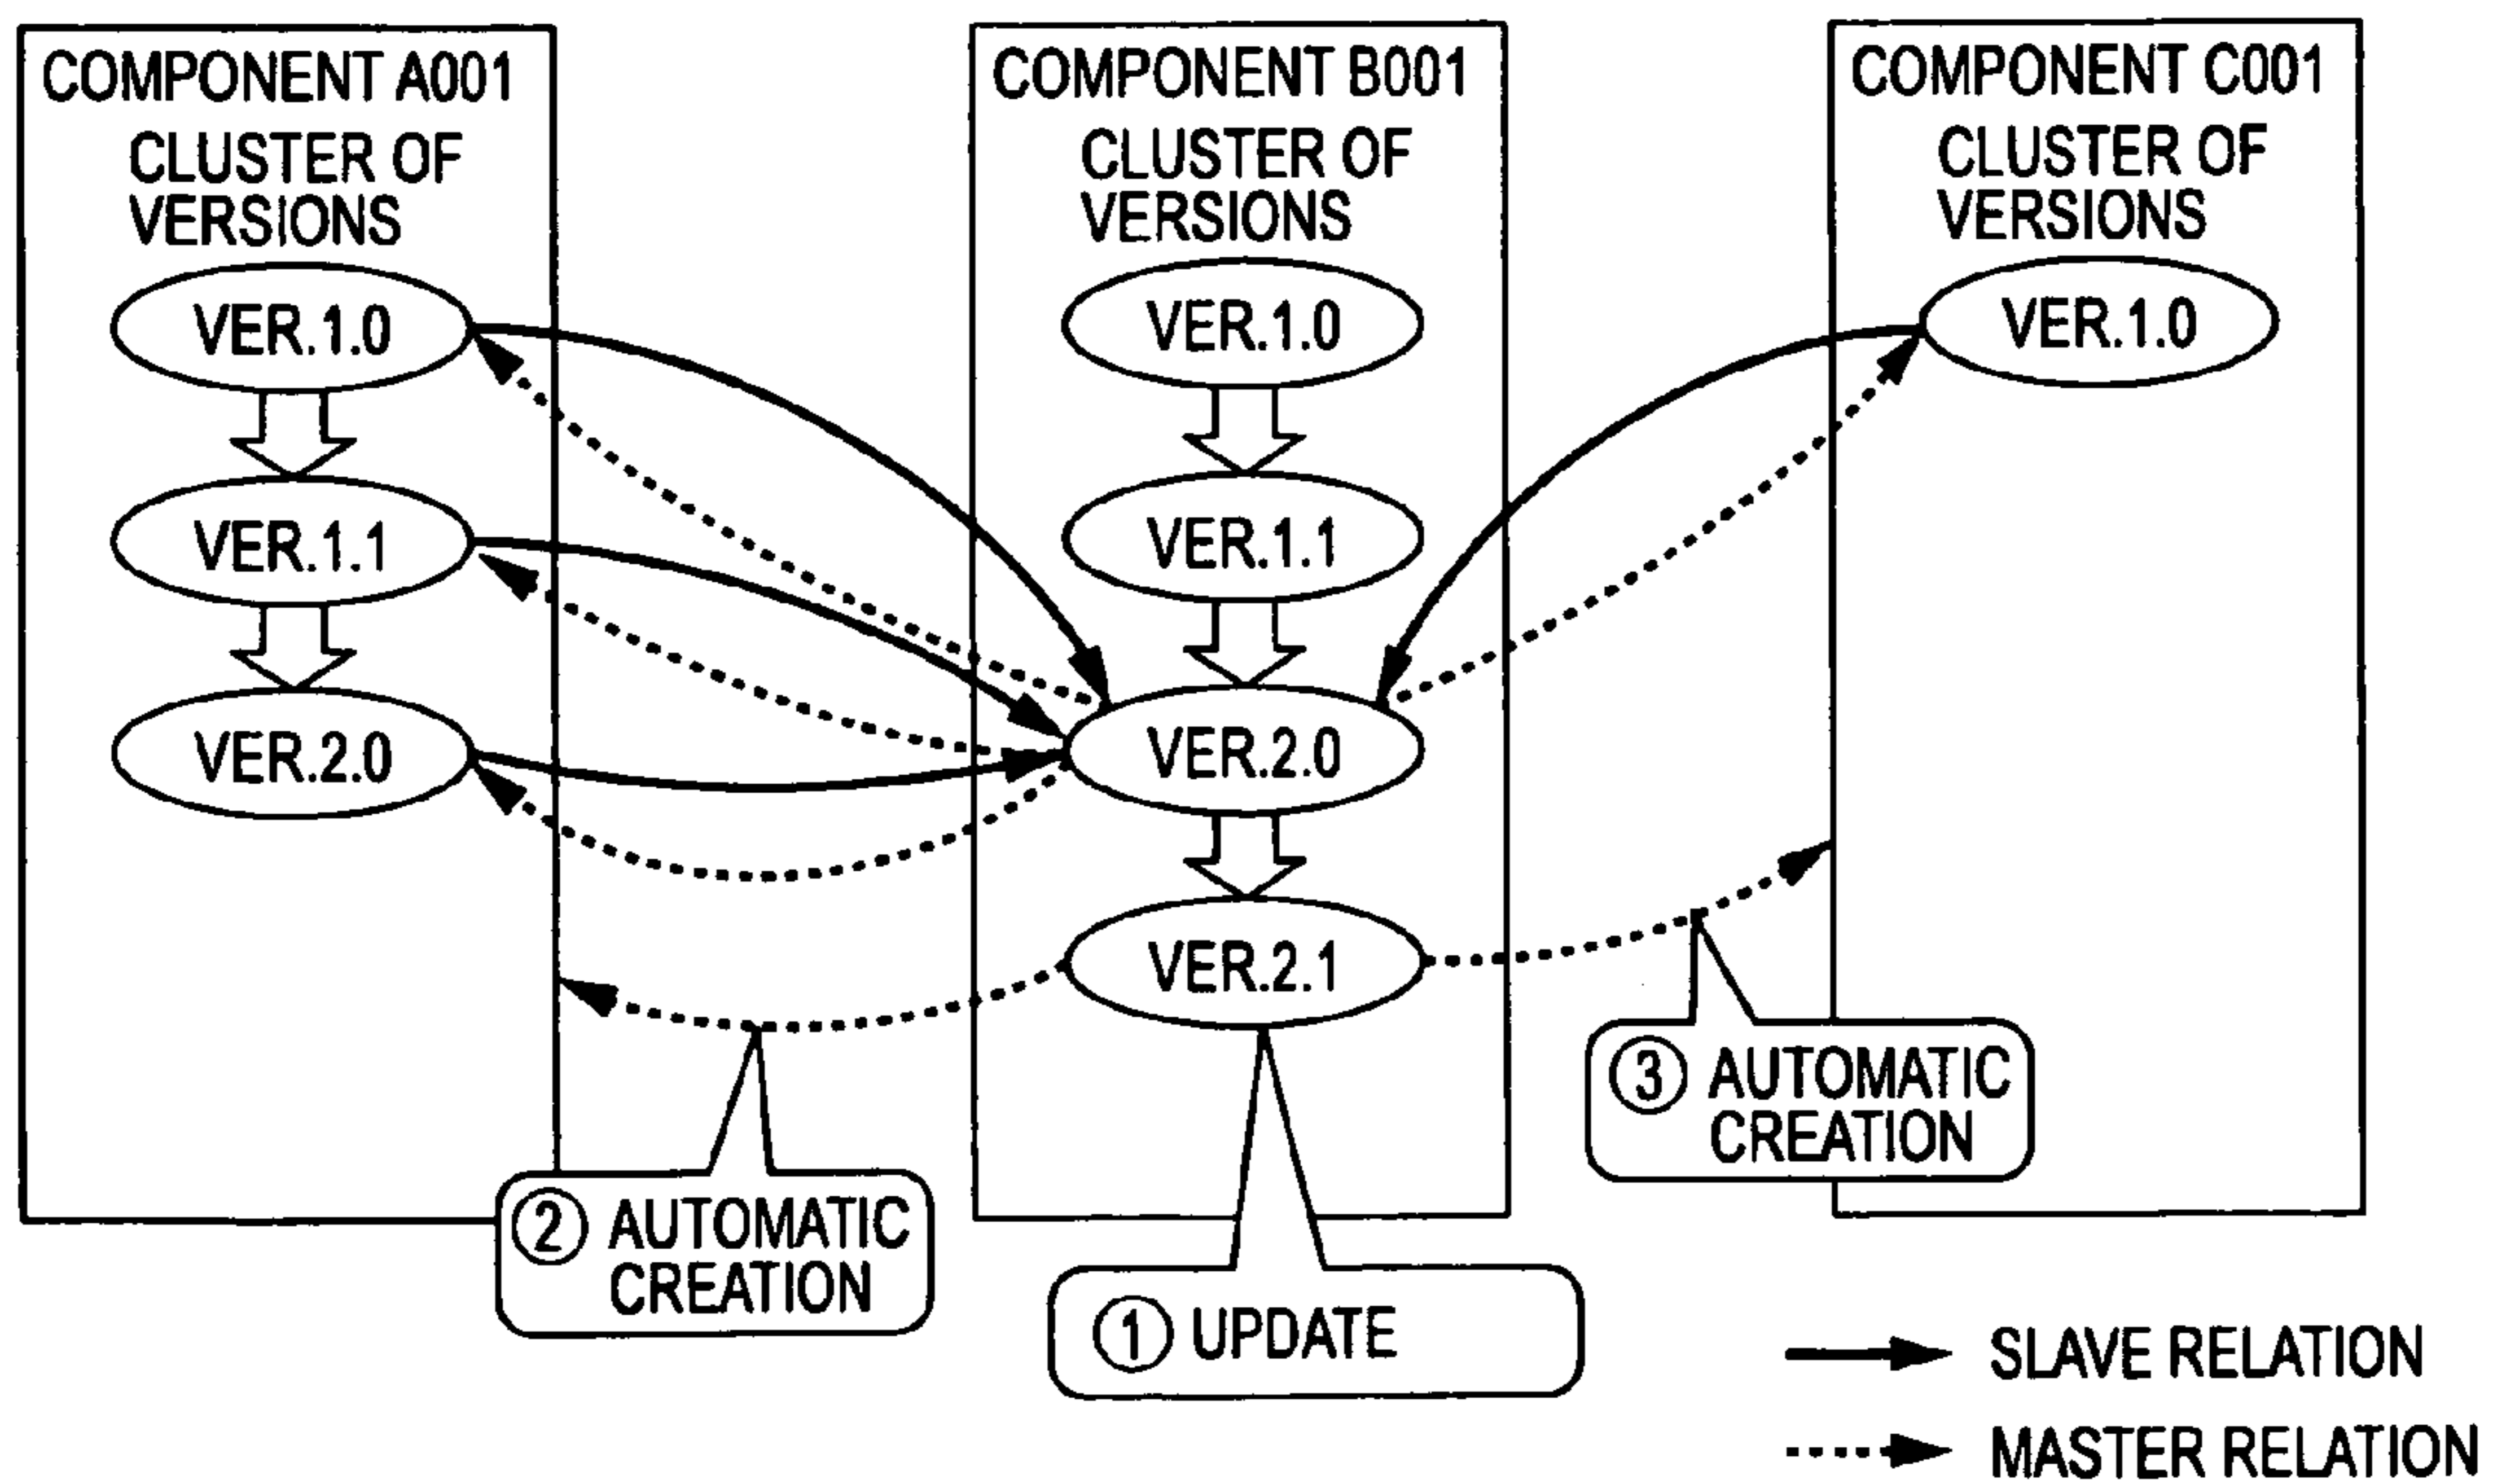 COMPONENT A001
CLUSTER OF
VERSIONS
VER.1.0
VER.1.1
VER.2.0
COMPONENT B001
CLUSTER OF
VERSIONS
VER.1.0
VER.1.1
VER.2.0
VER.2.1
COMPONENT C001
CLUSTER OF
VERSIONS
VER.1.0
② AUTOMATIC
CREATION
① UPDATE
③ AUTOMATIC
CREATION
SLAVE RELATION
MASTER RELATION